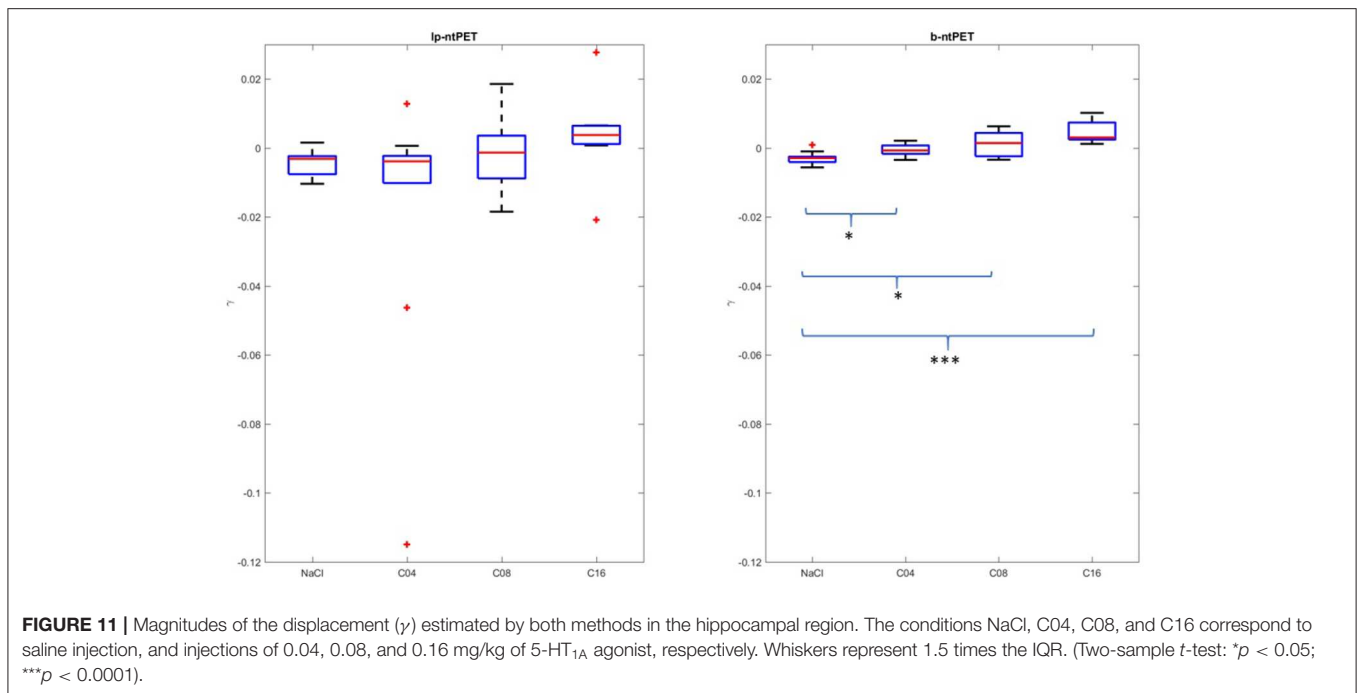 lp-ntPET
0.02
0
-0.02
-0.04
-0.06
-0.08
-0.1
-0.12
γ
NaCl C04 C08 C16
b-ntPET
0.02
0
-0.02
-0.04
-0.06
-0.08
-0.1
-0.12
γ
*
*
***
NaCl C04 C08 C16
FIGURE 11 | Magnitudes of the displacement (γ) estimated by both methods in the hippocampal region. The conditions NaCl, C04, C08, and C16 correspond to
saline injection, and injections of 0.04, 0.08, and 0.16 mg/kg of 5-HT1A agonist, respectively. Whiskers represent 1.5 times the IQR. (Two-sample t-test: *p < 0.05;
***p < 0.0001).